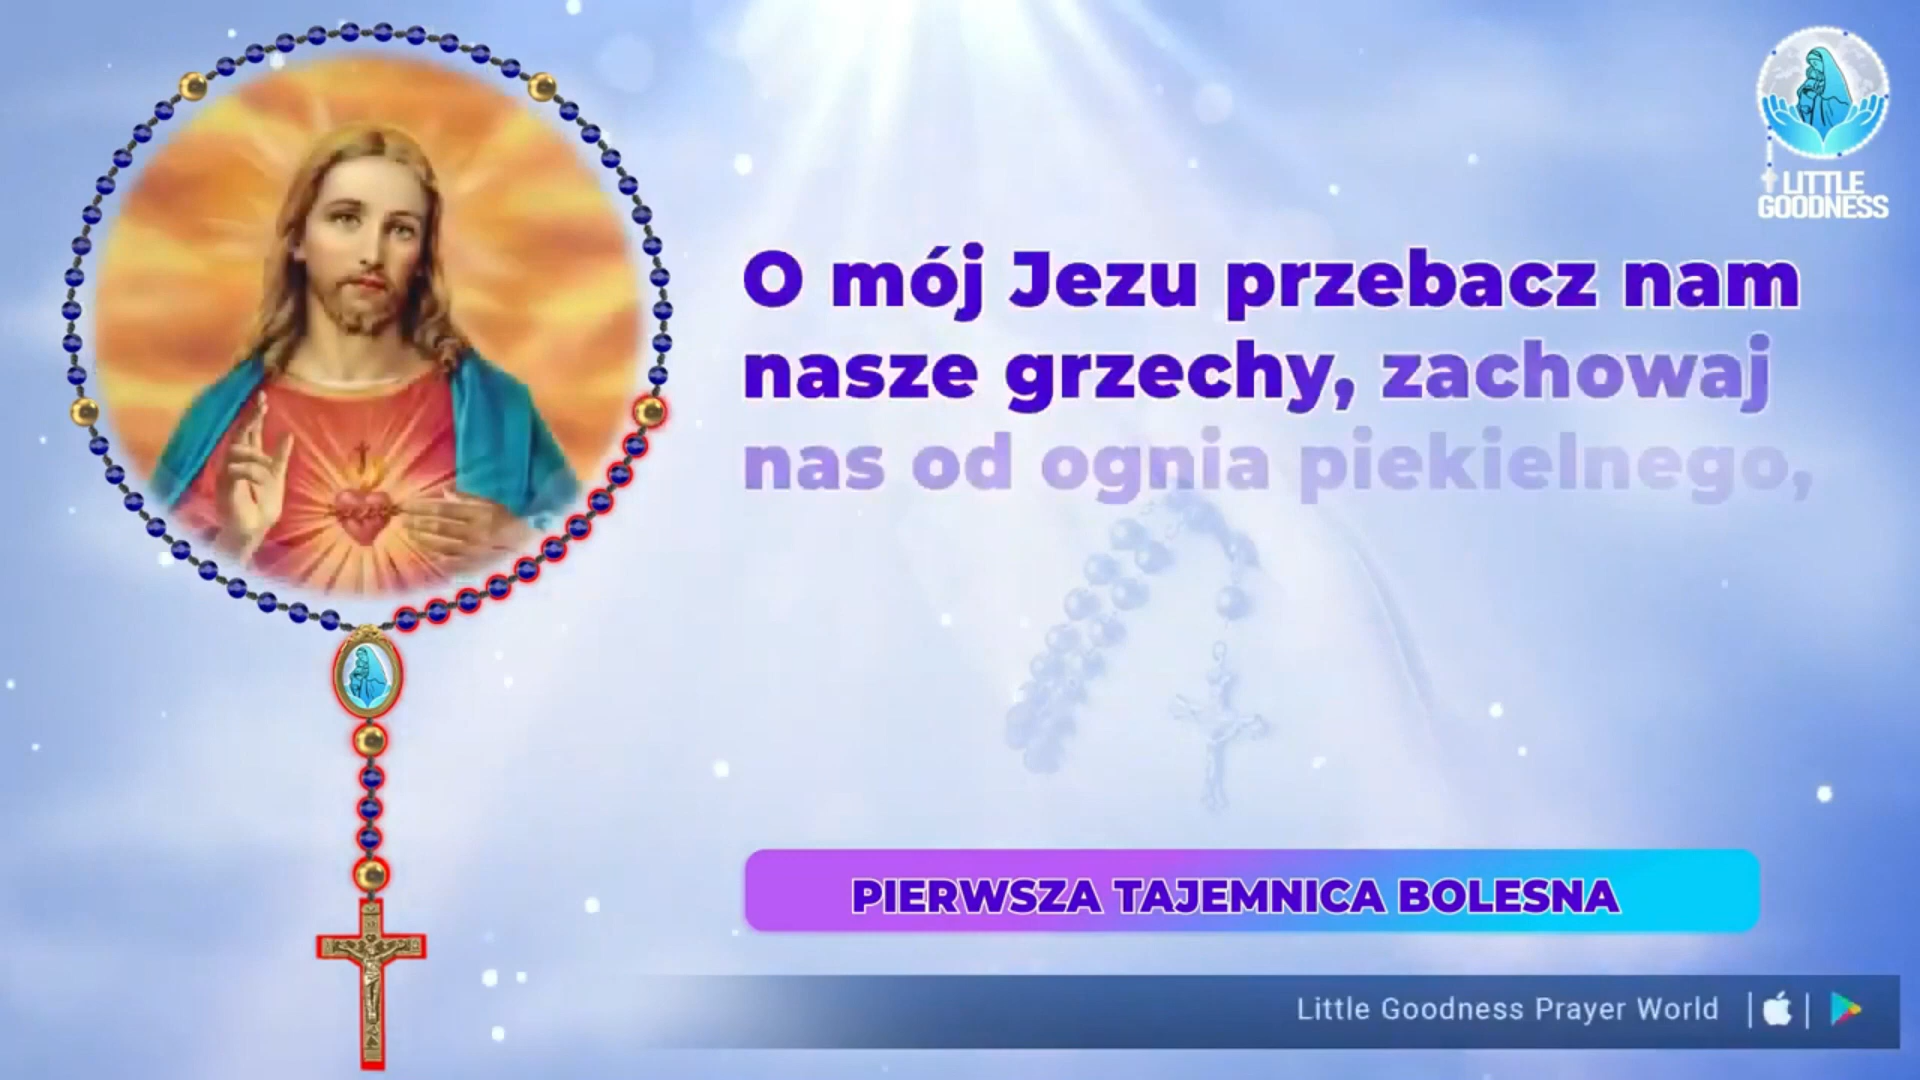 LITTLE
GOODNESS
O mój Jezu przebacz nam
nasze grzechy, zachowaj
nas od ognia piekielnego,
PIERWSZA TAJEMNICA BOLESNA
Little Goodness Prayer World